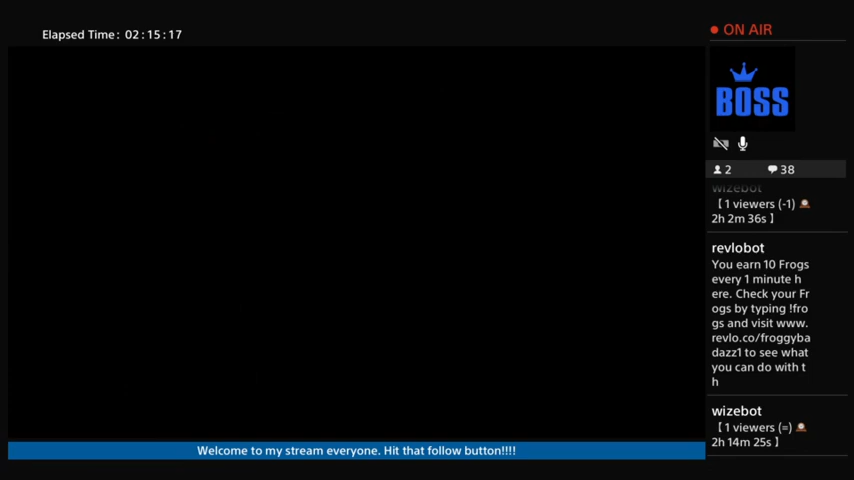 Elapsed Time: 02:15:17
ON AIR
BOSS
2 38
wizebot
[1 viewers (-1)
2h 2m 36s]
revlobot
You earn 10 Frogs
every 1 minute h
ere. Check your Fr
ogs by typing !fro
gs and visit www.
revlo.co/froggyba
dazz1 to see what
you can do with t
h
wizebot
[1 viewers (=)
2h 14m 25s]
Welcome to my stream everyone. Hit that follow button!!!!